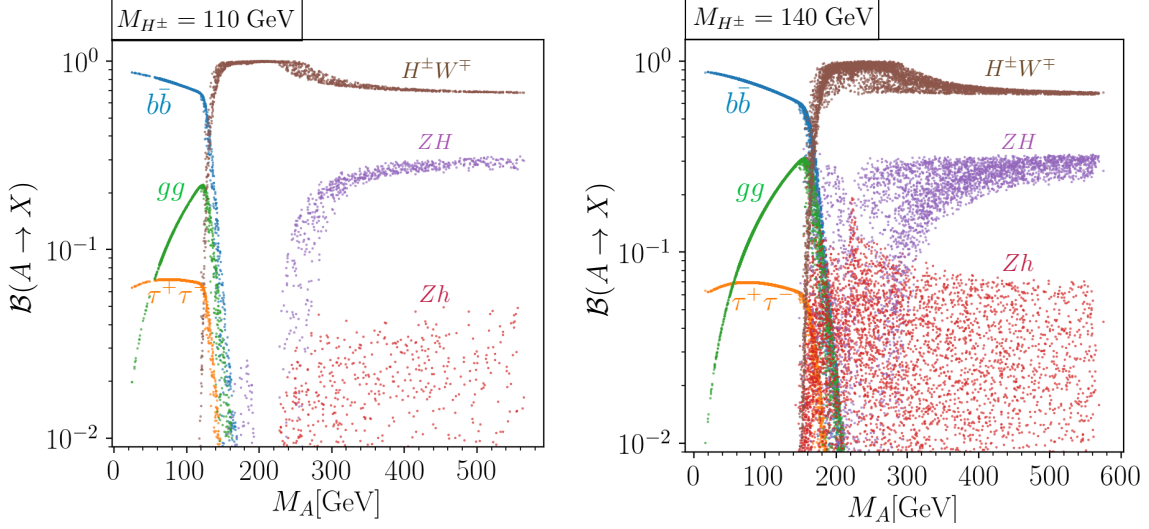 M_{H^±} = 110 GeV
10^0
10^{-1}
10^{-2}
B(A → X)
H^±W^∓
bb̄
ZH
gg
τ^+τ^-
Zh
0 100 200 300 400 500
M_A[GeV]
M_{H^±} = 140 GeV
10^0
10^{-1}
10^{-2}
B(A → X)
H^±W^∓
bb̄
ZH
gg
Zh
τ^+τ^-
0 100 200 300 400 500 600
M_A[GeV]